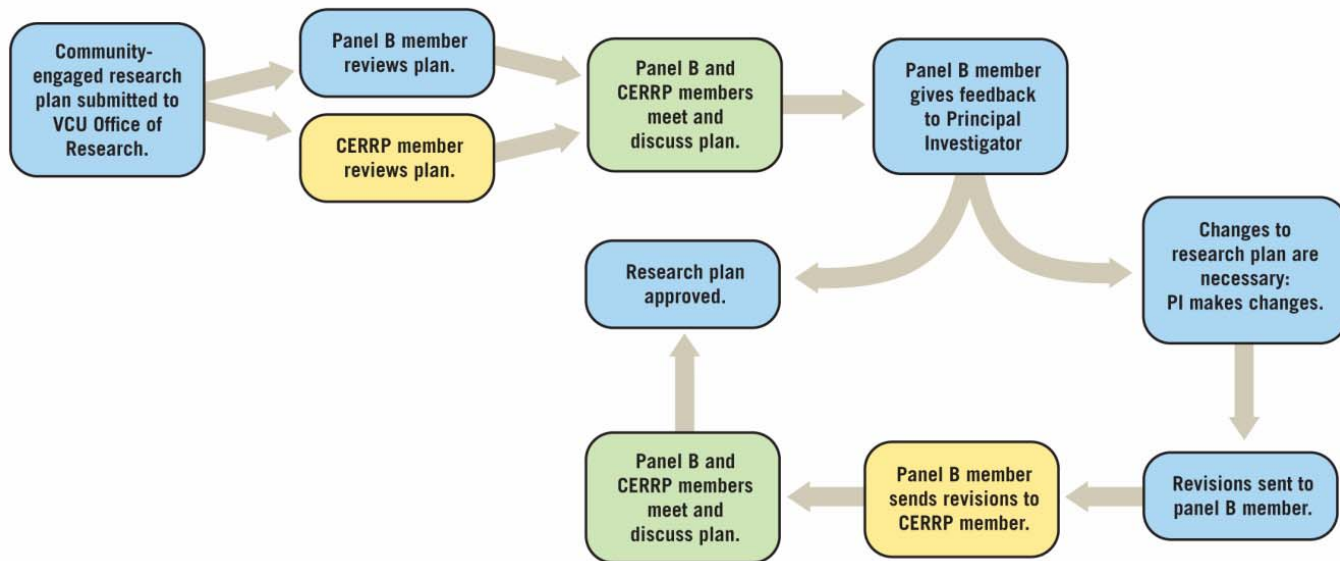 Community-
engaged research
plan submitted to
VCU Office of
Research.
Panel B member
reviews plan.
CERRP member
reviews plan.
Panel B and
CERRP members
meet and
discuss plan.
Panel B member
gives feedback
to Principal
Investigator
Research plan
approved.
Changes to
research plan are
necessary:
PI makes changes.
Revisions sent to
panel B member.
Panel B member
sends revisions to
CERRP member.
Panel B and
CERRP members
meet and
discuss plan.